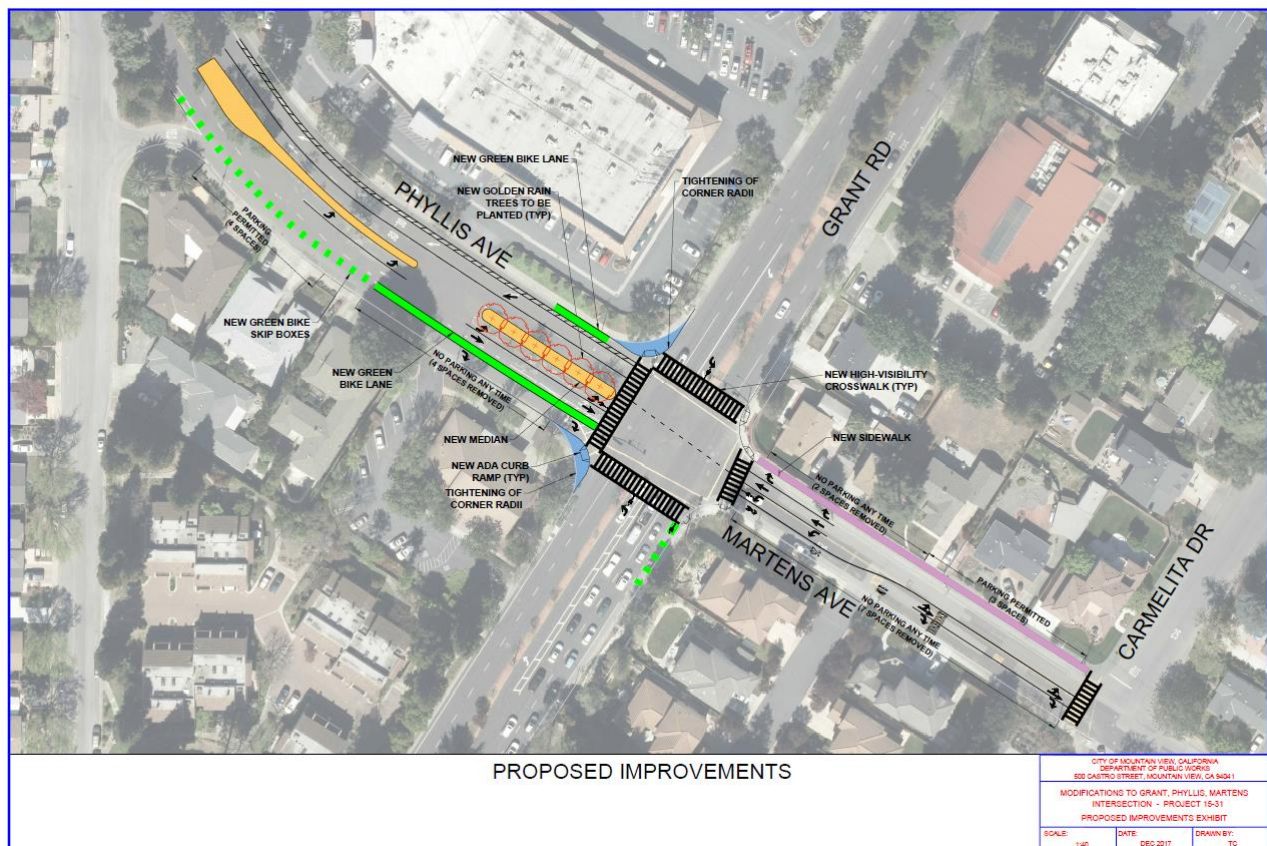 NEW GREEN BIKE LANE
NEW GOLDEN RAIN
TREES TO BE
PLANTED (TYP)
TIGHTENING OF
CORNER RADII
GRANT RD
PHYLLIS AVE
PARKING
PERMITTED
(4 SPACES)
NEW GREEN BIKE
SKIP BOXES
NEW GREEN
BIKE LANE
NO PARKING ANY TIME
(4 SPACES REMOVED)
NEW HIGH-VISIBILITY
CROSSWALK (TYP)
NEW MEDIAN
NEW SIDEWALK
NEW ADA CURB
RAMP (TYP)
TIGHTENING OF
CORNER RADII
NO PARKING ANY TIME
(2 SPACES REMOVED)
MARTENS AVE
NO PARKING ANY TIME
(7 SPACES REMOVED)
PARKING PERMITTED
(3 SPACES)
CARMELITA DR
PROPOSED IMPROVEMENTS
CITY OF MOUNTAIN VIEW, CALIFORNIA
DEPARTMENT OF PUBLIC WORKS
500 CASTRO STREET, MOUNTAIN VIEW, CA 94041
MODIFICATIONS TO GRANT, PHYLLIS, MARTENS
INTERSECTION - PROJECT 15-31
PROPOSED IMPROVEMENTS EXHIBIT
SCALE:
1:40
DATE:
DEC 2017
DRAWN BY:
TC